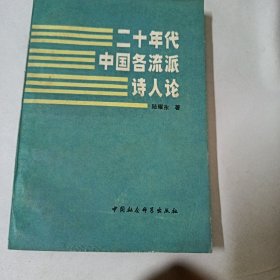 二十年代
中国各流派
诗人论
陆耀东 著
中国社会科学出版社